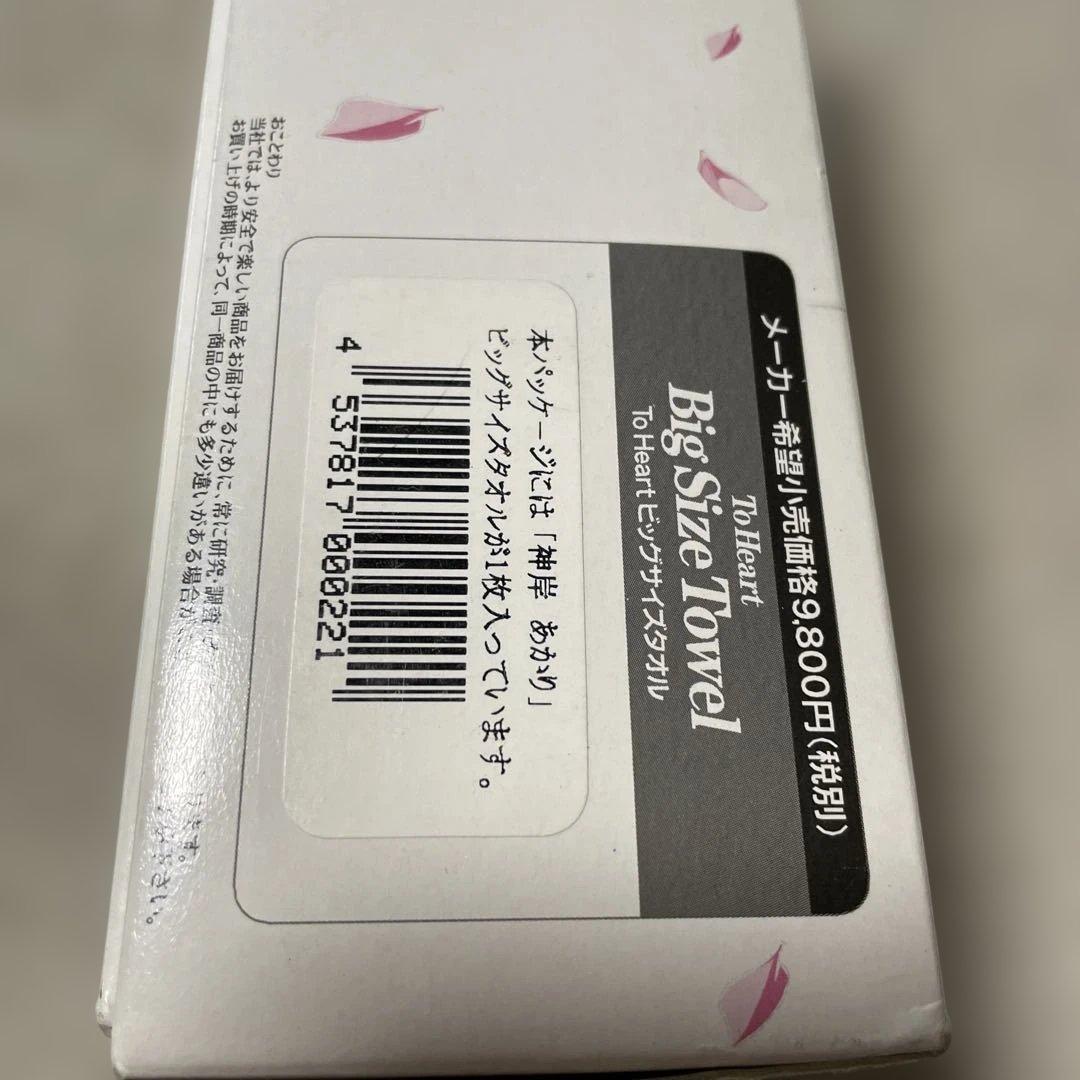 メーカー希望小売価格9,800円(税別)
To Heart
Big Size Towel
To Heart ビッグサイズタオル
本パッケージには「神岸 あかり」
ビッグサイズタオルが1枚入っています。
4 537817 000221
おことわり
当社では、より安全で楽しい商品をお届けするために、常に研究・調査
お買い上げの時期によって、同一商品の中にも多少違いがある場合が
ます。
ださい。